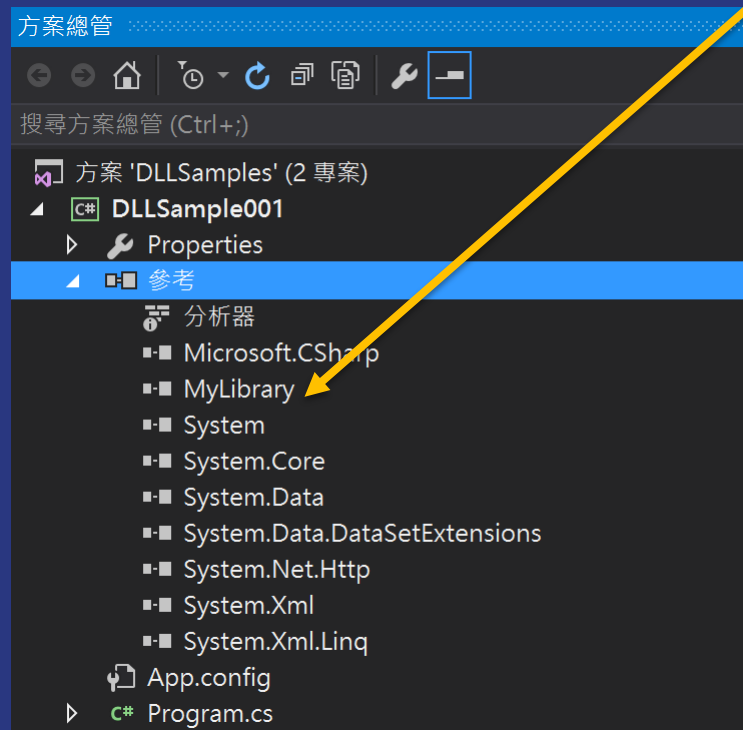 方案總管
搜尋方案總管 (Ctrl+;)
方案 'DLLSamples' (2 專案)
C# DLLSample001
Properties
參考
分析器
Microsoft.CSharp
MyLibrary
System
System.Core
System.Data
System.Data.DataSetExtensions
System.Net.Http
System.Xml
System.Xml.Linq
App.config
C# Program.cs